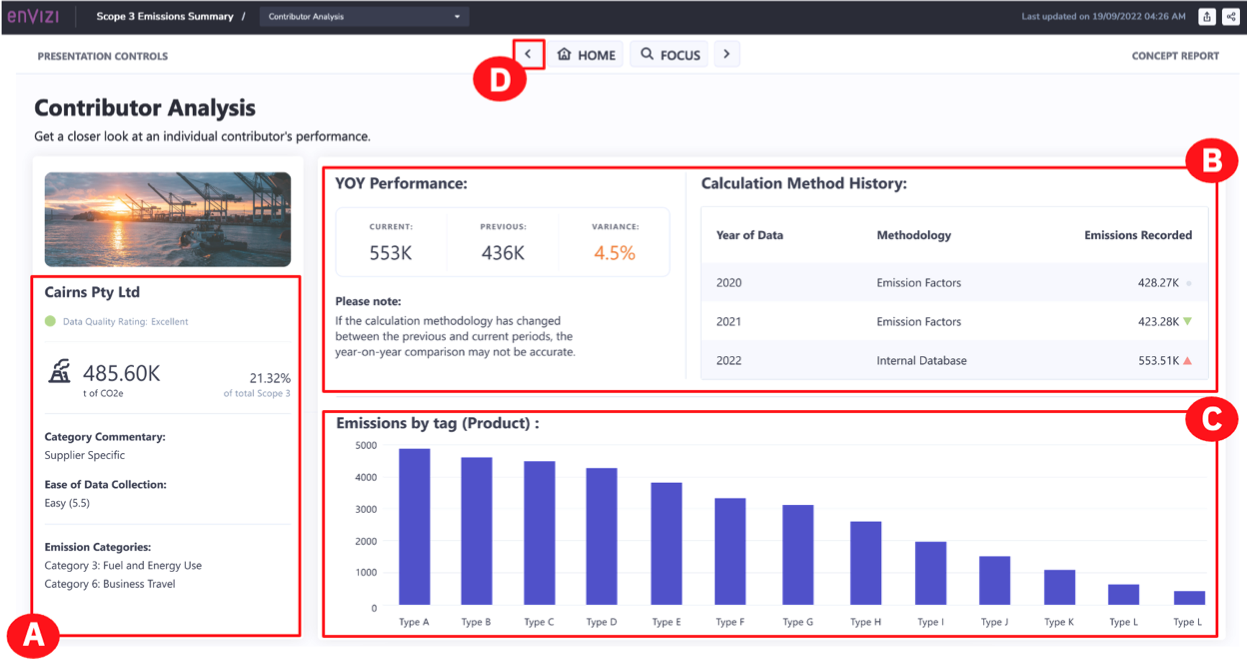 envizi
Scope 3 Emissions Summary /
Contributor Analysis
Last updated on 19/09/2022 04:26 AM
PRESENTATION CONTROLS
HOME
FOCUS
CONCEPT REPORT
D
Contributor Analysis
Get a closer look at an individual contributor's performance.
B
YOY Performance:
CURRENT:
PREVIOUS:
VARIANCE:
553K
436K
4.5%
Please note:
If the calculation methodology has changed
between the previous and current periods, the
year-on-year comparison may not be accurate.
Calculation Method History:
Year of Data Methodology Emissions Recorded
2020 Emission Factors 428.27K
2021 Emission Factors 423.28K ▼
2022 Internal Database 553.51K ▲
Cairns Pty Ltd
Data Quality Rating: Excellent
485.60K
t of CO2e
21.32%
of total Scope 3
Category Commentary:
Supplier Specific
Ease of Data Collection:
Easy (5.5)
Emission Categories:
Category 3: Fuel and Energy Use
Category 6: Business Travel
A
C
Emissions by tag (Product) :
5000
4000
3000
2000
1000
0
Type A Type B Type C Type D Type E Type F Type G Type H Type I Type J Type K Type L Type L